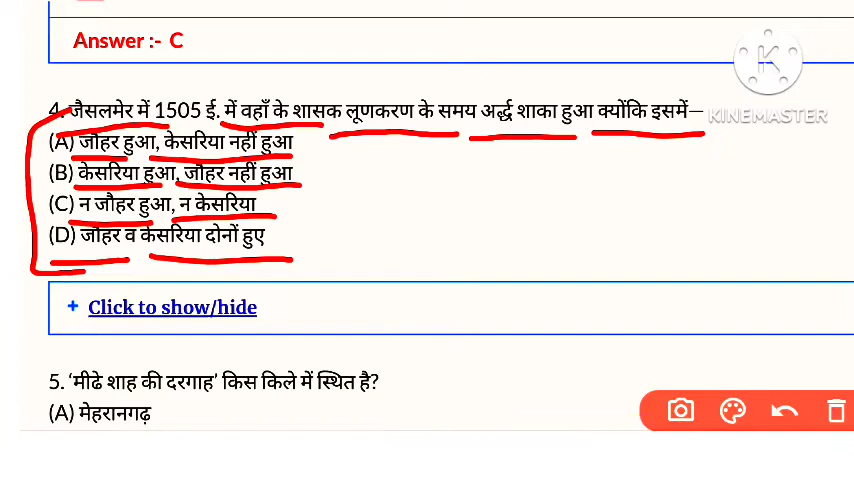 Answer :- C
4. जैसलमेर में 1505 ई. में वहाँ के शासक लूणकरण के समय अर्द्ध शाका हुआ क्योंकि इसमें—
(A) जौहर हुआ, केसरिया नहीं हुआ
(B) केसरिया हुआ, जौहर नहीं हुआ
(C) न जौहर हुआ, न केसरिया
(D) जौहर व केसरिया दोनों हुए
+ Click to show/hide
5. ‘मीढे शाह की दरगाह’ किस किले में स्थित है?
(A) मेहरानगढ़
K
KINEMASTER